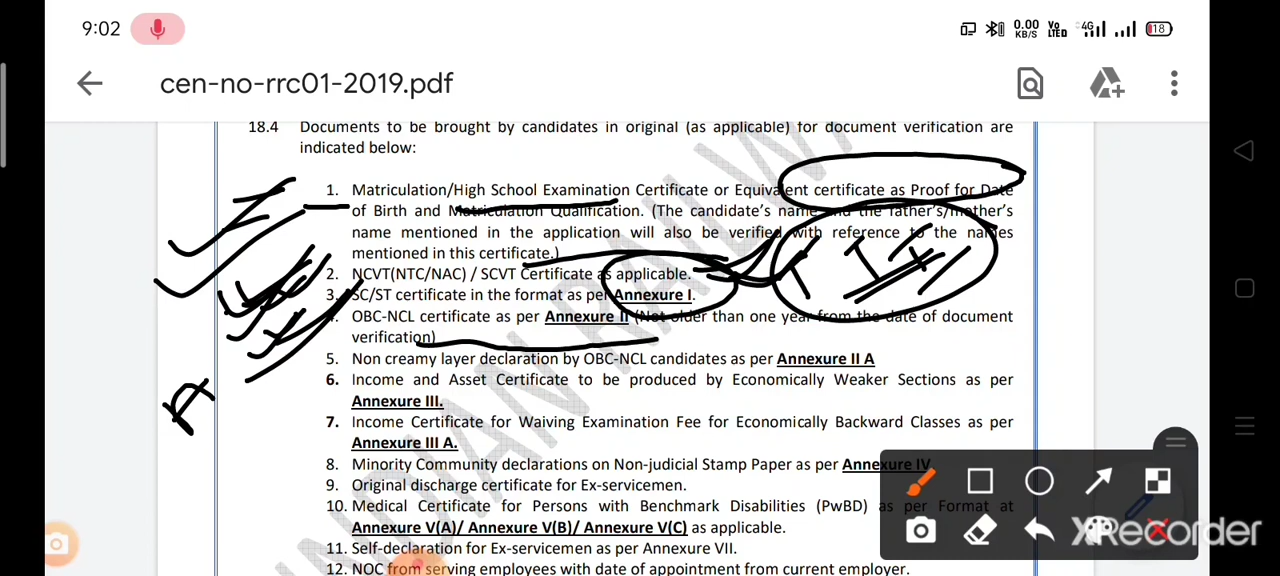 9:02
0.00 KB/S
Vo LTED
4G
18
cen-no-rrc01-2019.pdf
18.4 Documents to be brought by candidates in original (as applicable) for document verification are
indicated below:
1. Matriculation/High School Examination Certificate or Equivalent certificate as Proof for Date
of Birth and Matriculation Qualification. (The candidate's name and the father's/mother's
name mentioned in the application will also be verified with reference to the names
mentioned in this certificate.)
2. NCVT(NTC/NAC) / SCVT Certificate as applicable.
3. SC/ST certificate in the format as per Annexure I.
4. OBC-NCL certificate as per Annexure II (Not older than one year from the date of document
verification)
5. Non creamy layer declaration by OBC-NCL candidates as per Annexure II A
6. Income and Asset Certificate to be produced by Economically Weaker Sections as per
Annexure III.
7. Income Certificate for Waiving Examination Fee for Economically Backward Classes as per
Annexure III A.
8. Minority Community declarations on Non-judicial Stamp Paper as per Annexure IV.
9. Original discharge certificate for Ex-servicemen.
10. Medical Certificate for Persons with Benchmark Disabilities (PwBD) as per Format at
Annexure V(A)/ Annexure V(B)/ Annexure V(C) as applicable.
11. Self-declaration for Ex-servicemen as per Annexure VII.
12. NOC from serving employees with date of appointment from current employer.
INDIAN RAILWAY
XRecorder